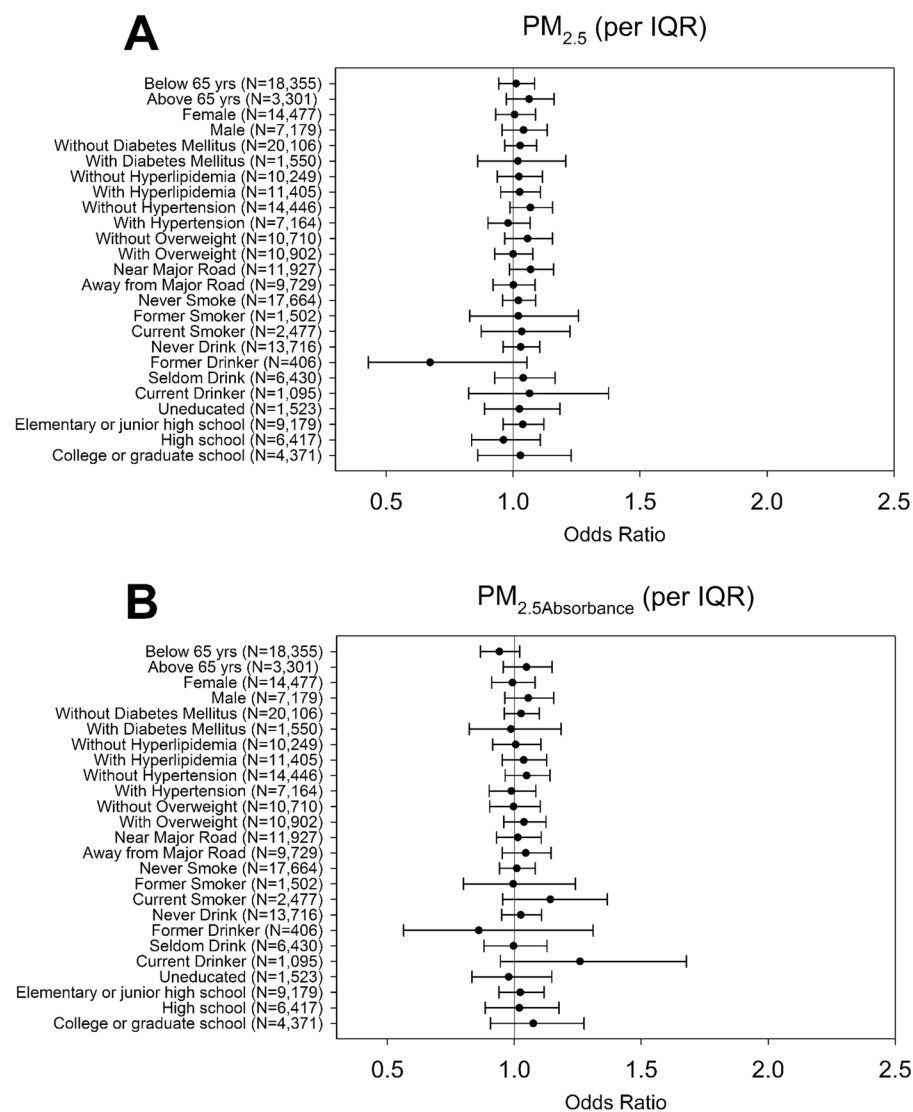 A
PM2.5 (per IQR)
Below 65 yrs (N=18,355)
Above 65 yrs (N=3,301)
Female (N=14,477)
Male (N=7,179)
Without Diabetes Mellitus (N=20,106)
With Diabetes Mellitus (N=1,550)
Without Hyperlipidemia (N=10,249)
With Hyperlipidemia (N=11,405)
Without Hypertension (N=14,446)
With Hypertension (N=7,164)
Without Overweight (N=10,710)
With Overweight (N=10,902)
Near Major Road (N=11,927)
Away from Major Road (N=9,729)
Never Smoke (N=17,664)
Former Smoker (N=1,502)
Current Smoker (N=2,477)
Never Drink (N=13,716)
Former Drinker (N=406)
Seldom Drink (N=6,430)
Current Drinker (N=1,095)
Uneducated (N=1,523)
Elementary or junior high school (N=9,179)
High school (N=6,417)
College or graduate school (N=4,371)
0.5 1.0 1.5 2.0 2.5
Odds Ratio
B
PM2.5Absorbance (per IQR)
Below 65 yrs (N=18,355)
Above 65 yrs (N=3,301)
Female (N=14,477)
Male (N=7,179)
Without Diabetes Mellitus (N=20,106)
With Diabetes Mellitus (N=1,550)
Without Hyperlipidemia (N=10,249)
With Hyperlipidemia (N=11,405)
Without Hypertension (N=14,446)
With Hypertension (N=7,164)
Without Overweight (N=10,710)
With Overweight (N=10,902)
Near Major Road (N=11,927)
Away from Major Road (N=9,729)
Never Smoke (N=17,664)
Former Smoker (N=1,502)
Current Smoker (N=2,477)
Never Drink (N=13,716)
Former Drinker (N=406)
Seldom Drink (N=6,430)
Current Drinker (N=1,095)
Uneducated (N=1,523)
Elementary or junior high school (N=9,179)
High school (N=6,417)
College or graduate school (N=4,371)
0.5 1.0 1.5 2.0 2.5
Odds Ratio